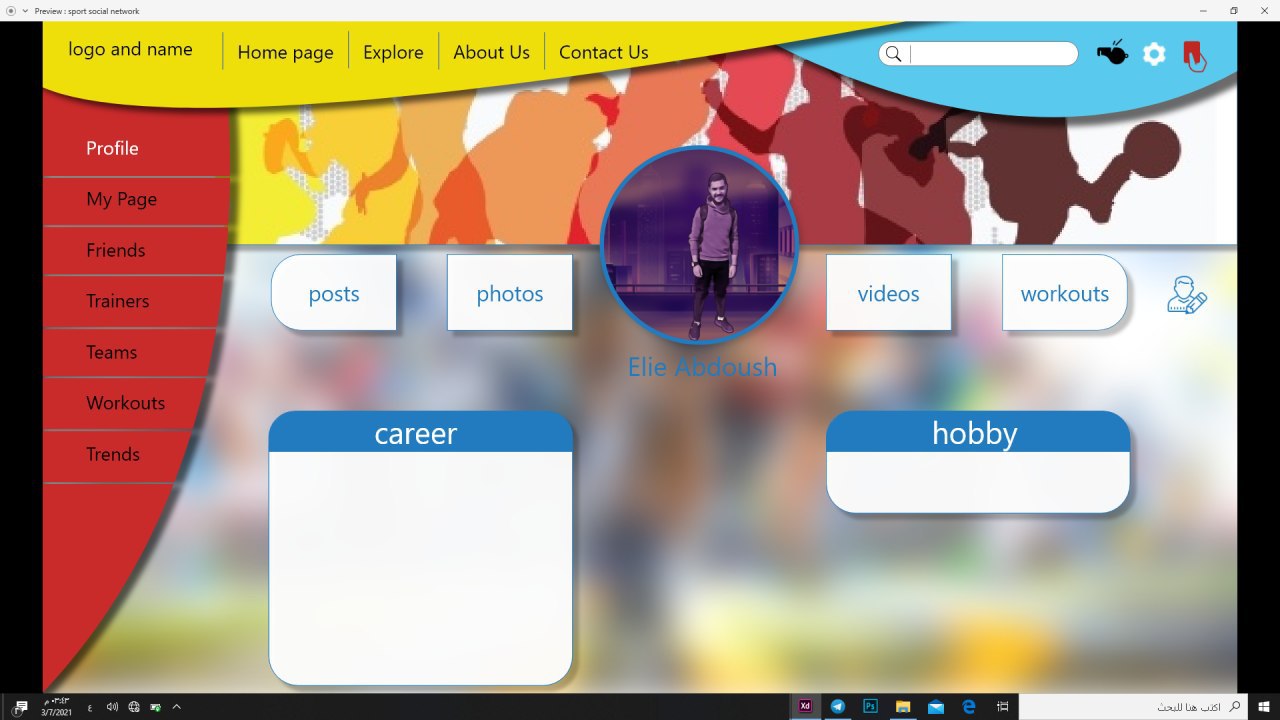 Preview : sport social network
logo and name
Home page
Explore
About Us
Contact Us
Profile
My Page
Friends
Trainers
Teams
Workouts
Trends
posts
photos
videos
workouts
Elie Abdoush
career
hobby
٠٣:٤٣ م
3/7/2021
ع
Xd
Ps
اكتب هنا للبحث